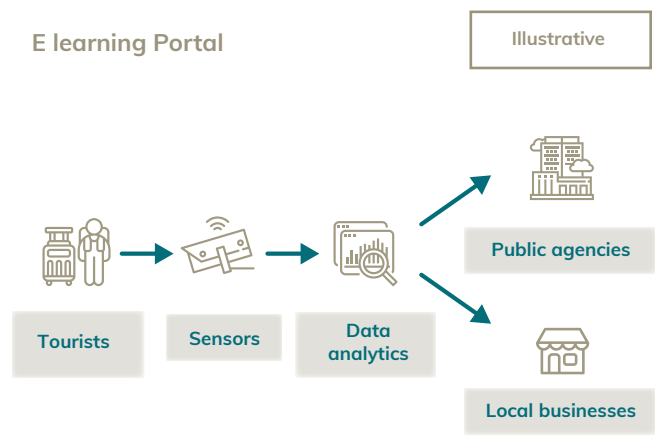 E learning Portal
Illustrative
Public agencies
Tourists
Sensors
Data
analytics
Local businesses